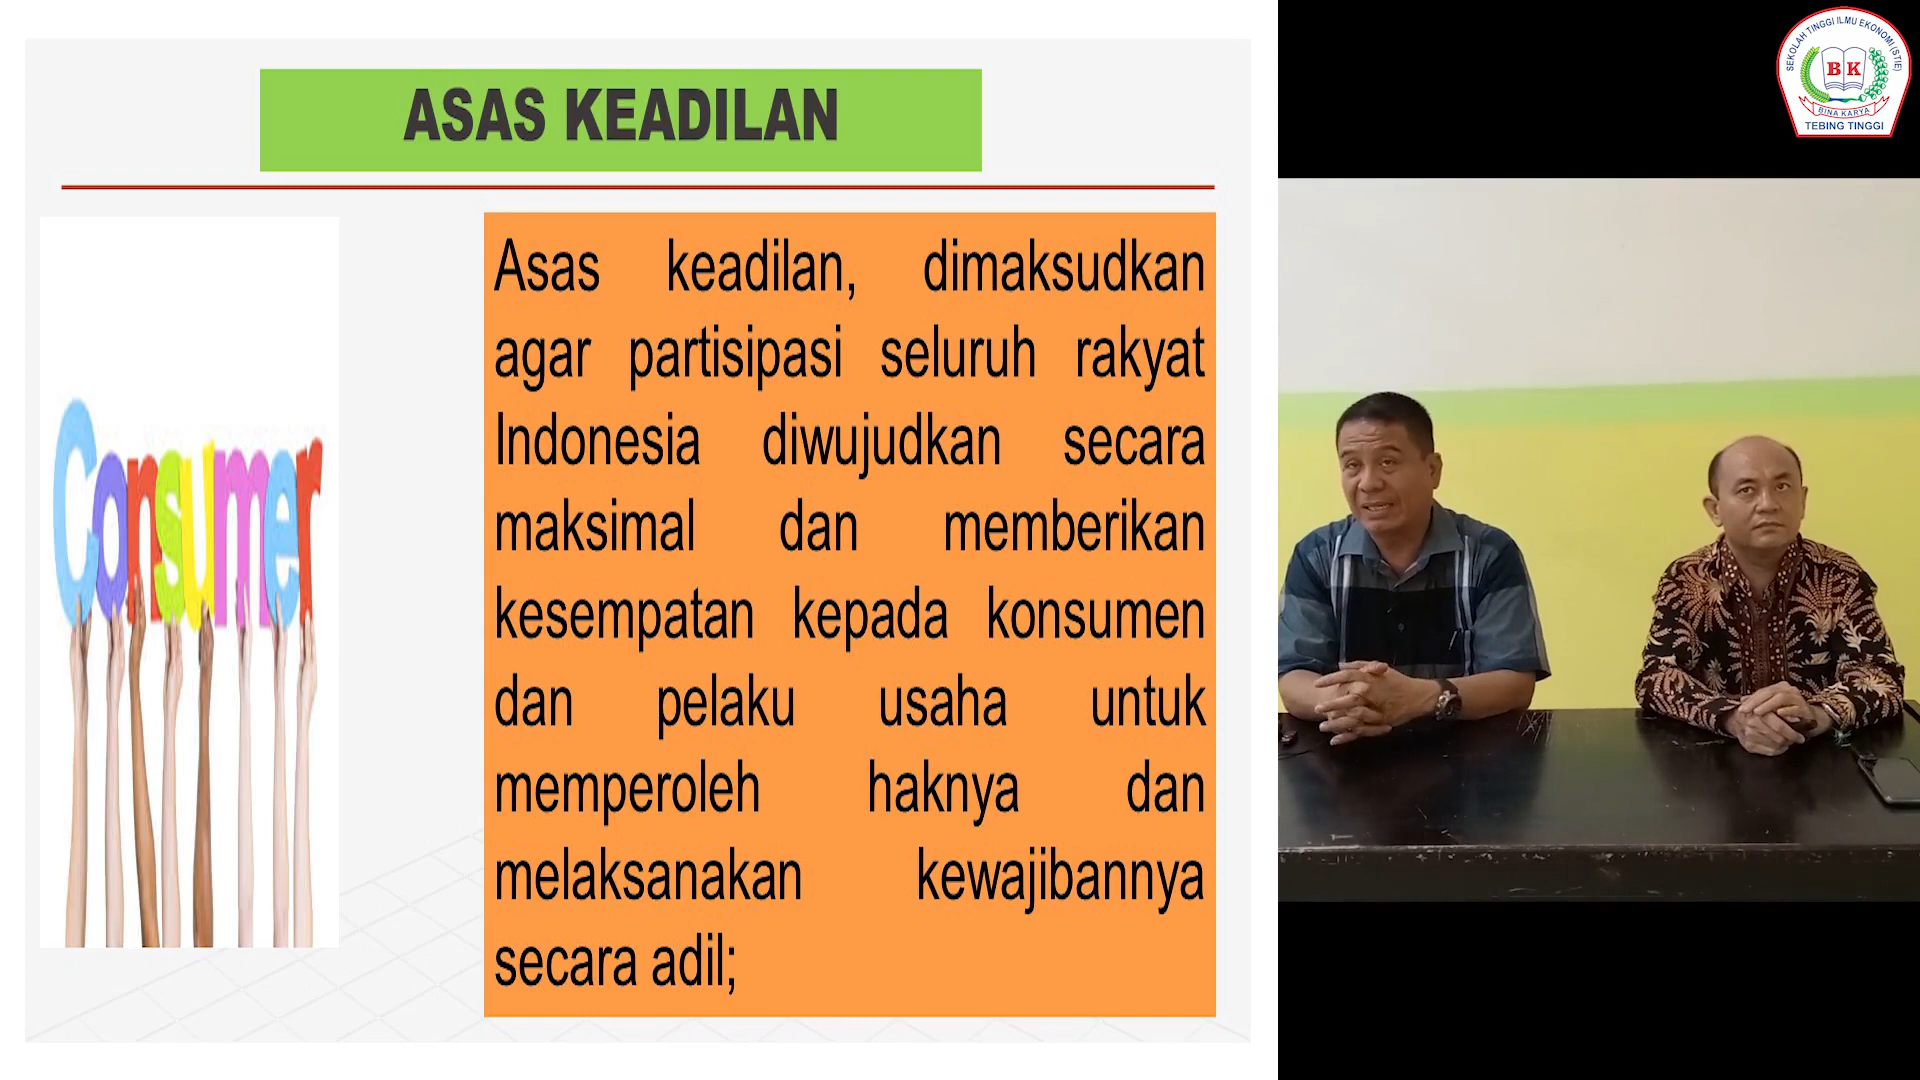 ASAS KEADILAN
Consumer
Asas keadilan, dimaksudkan
agar partisipasi seluruh rakyat
Indonesia diwujudkan secara
maksimal dan memberikan
kesempatan kepada konsumen
dan pelaku usaha untuk
memperoleh haknya dan
melaksanakan kewajibannya
secara adil;
SEKOLAH TINGGI ILMU EKONOMI (STIE)
BK
BINA KARYA
TEBING TINGGI